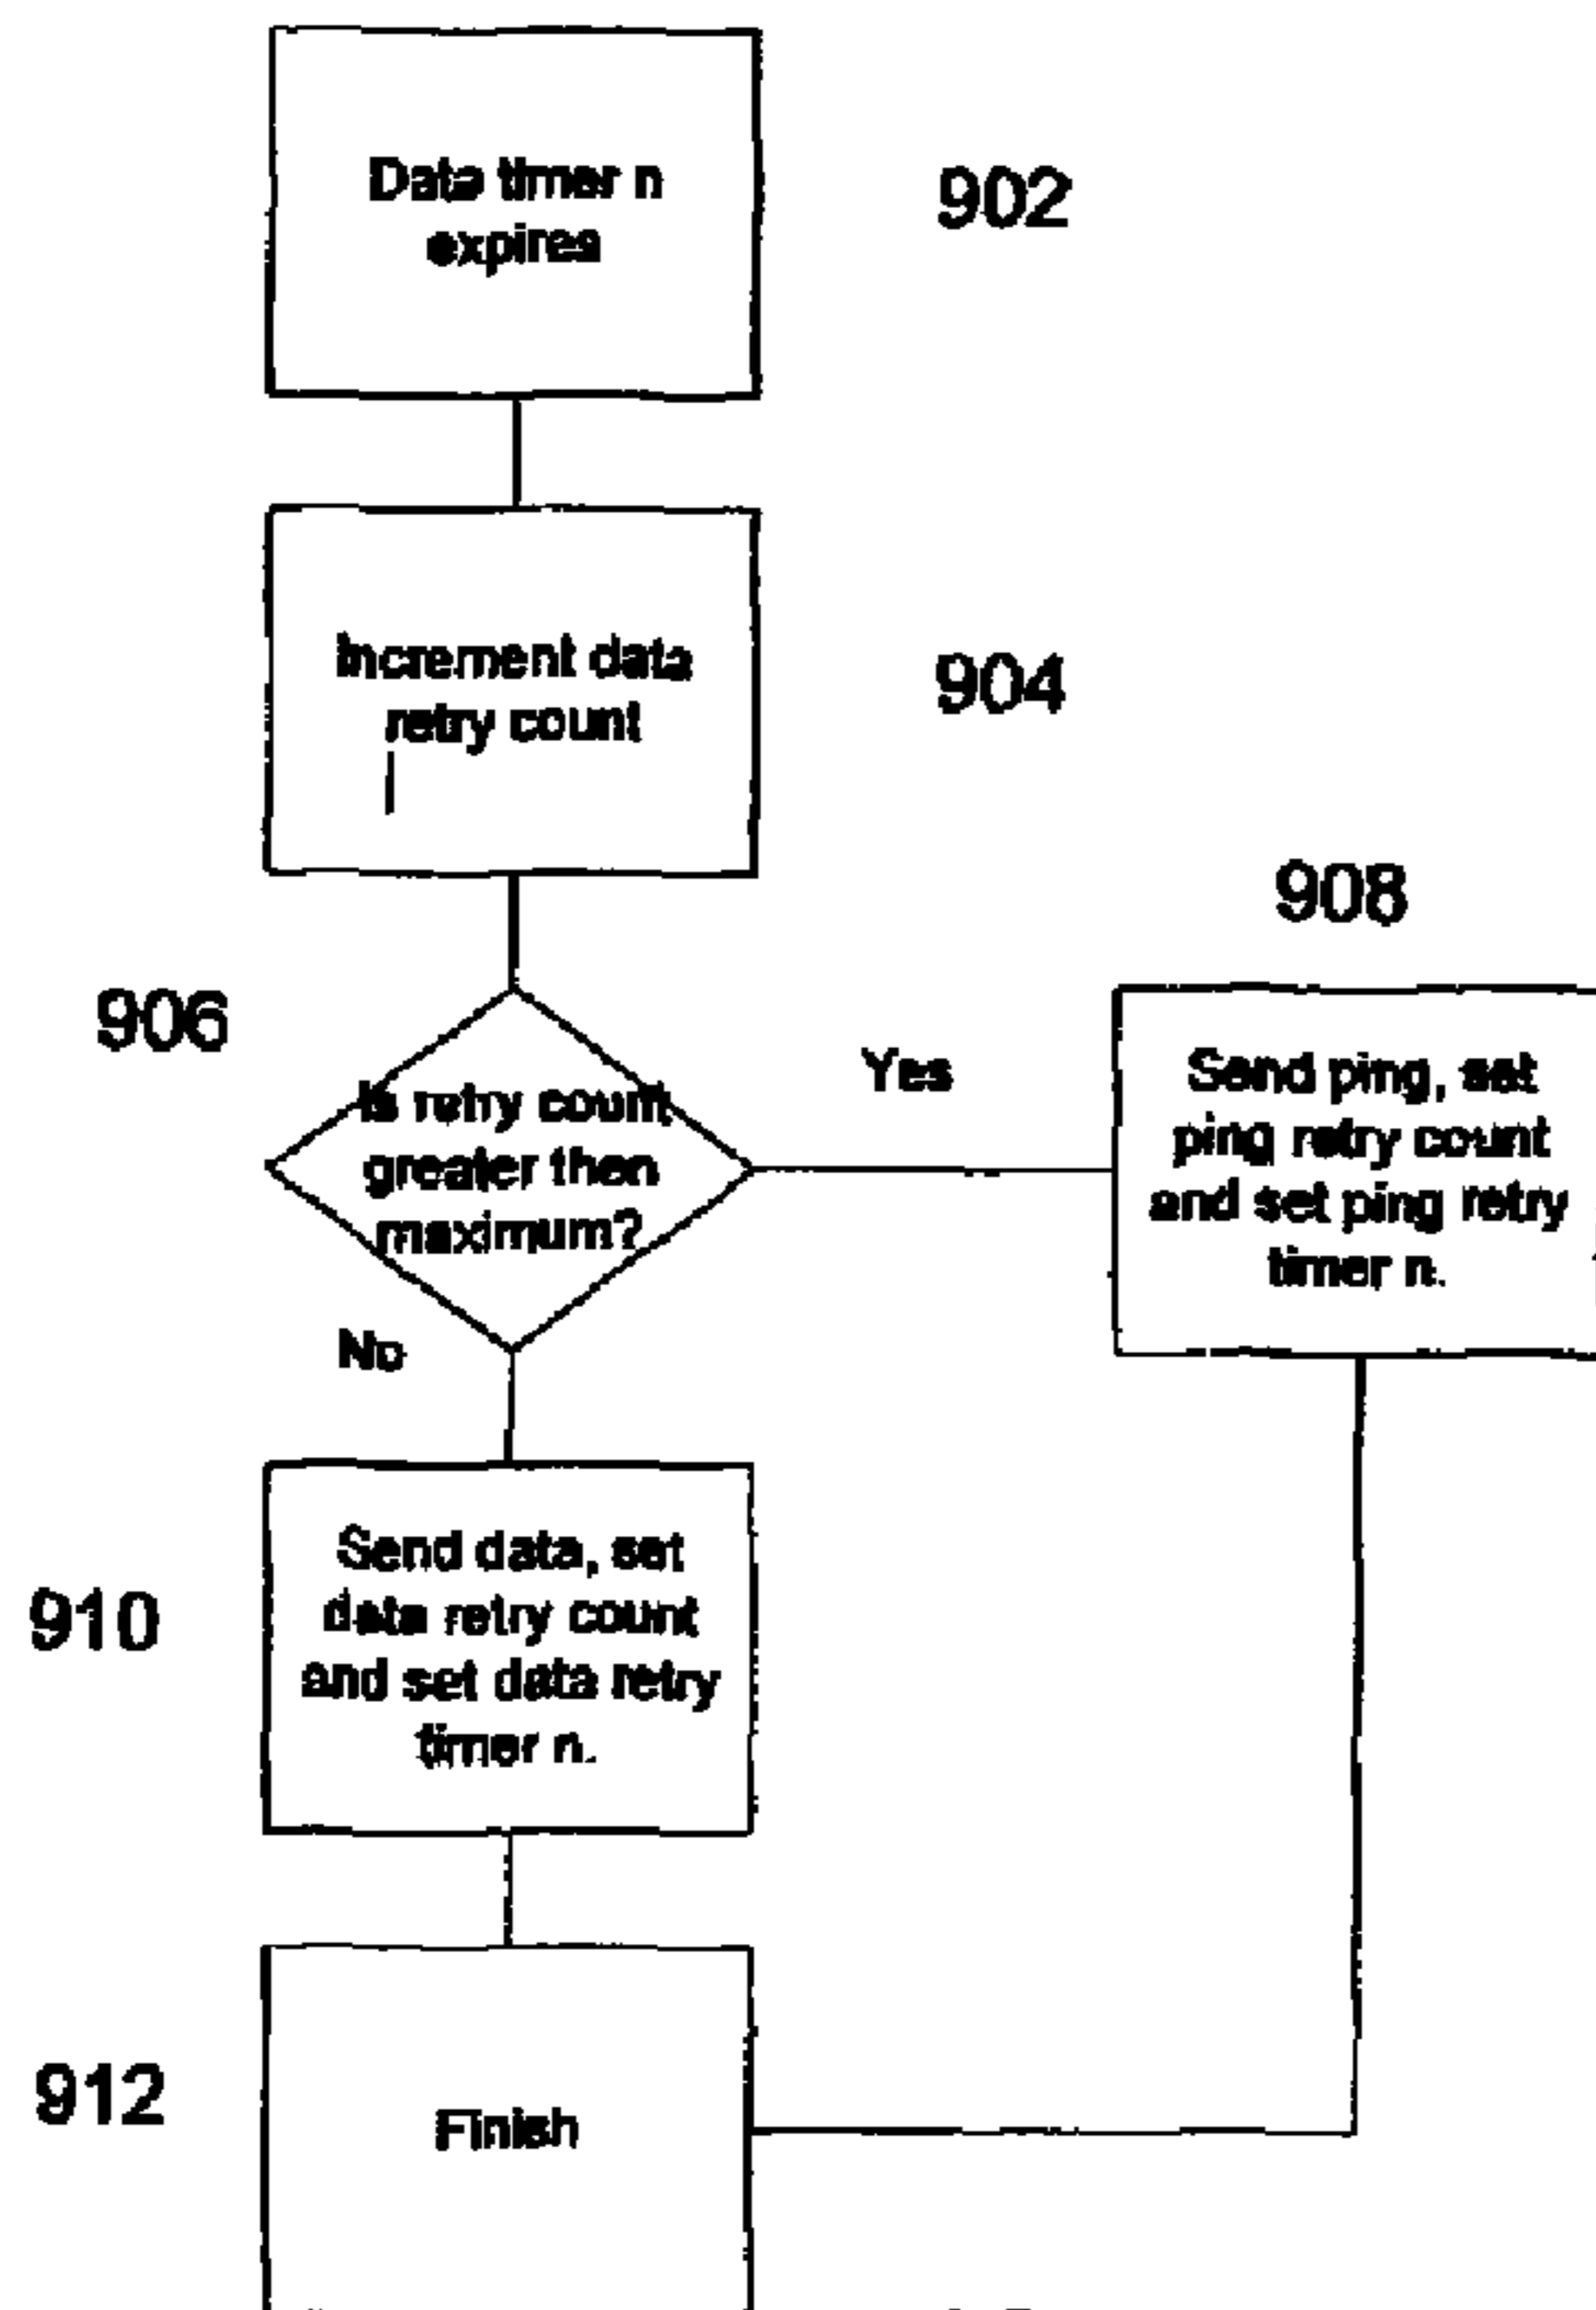 Data timer n
expires
902
Increment data
retry count
904
908
906
Is retry count
greater then
maximum?
Yes
Send ping, set
ping retry count
and set ping retry
timer n.
No
Send data, set
data retry count
and set data retry
timer n.
910
912
Finish